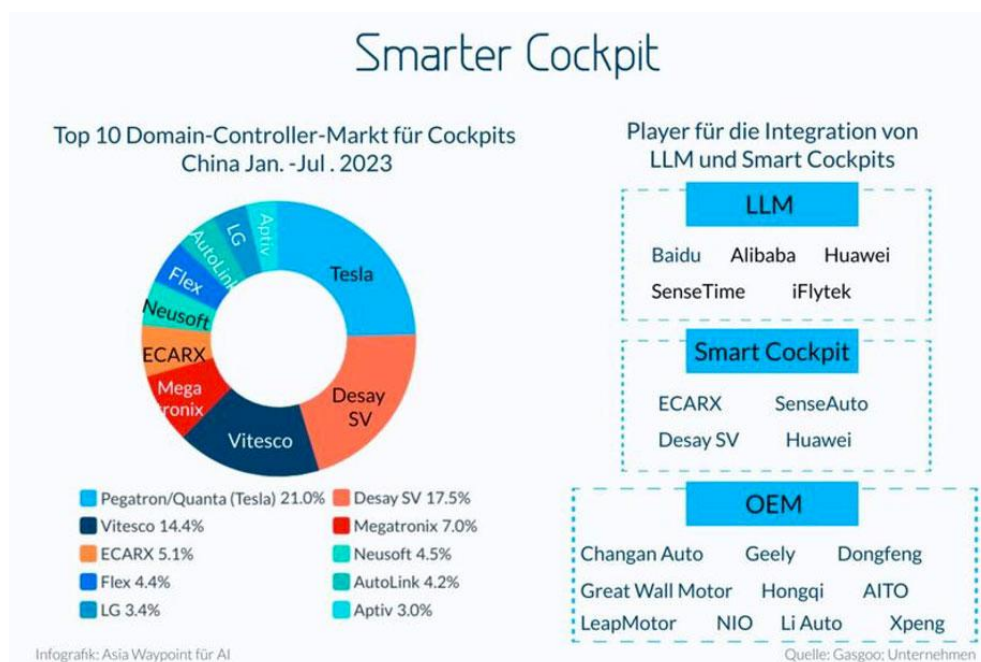 Smarter Cockpit
Top 10 Domain-Controller-Markt für Cockpits
China Jan. -Jul . 2023
Tesla
Desay
SV
Vitesco
Mega
tronix
ECARX
Neusoft
Flex
AutoLink
LG
Aptiv
Pegatron/Quanta (Tesla) 21.0%
Desay SV 17.5%
Vitesco 14.4%
Megatronix 7.0%
ECARX 5.1%
Neusoft 4.5%
Flex 4.4%
AutoLink 4.2%
LG 3.4%
Aptiv 3.0%
Player für die Integration von
LLM und Smart Cockpits
LLM
Baidu Alibaba Huawei
SenseTime iFlytek
Smart Cockpit
ECARX SenseAuto
Desay SV Huawei
OEM
Changan Auto Geely Dongfeng
Great Wall Motor Hongqi AITO
LeapMotor NIO Li Auto Xpeng
Infografik: Asia Waypoint für AI
Quelle: Gasgoo; Unternehmen